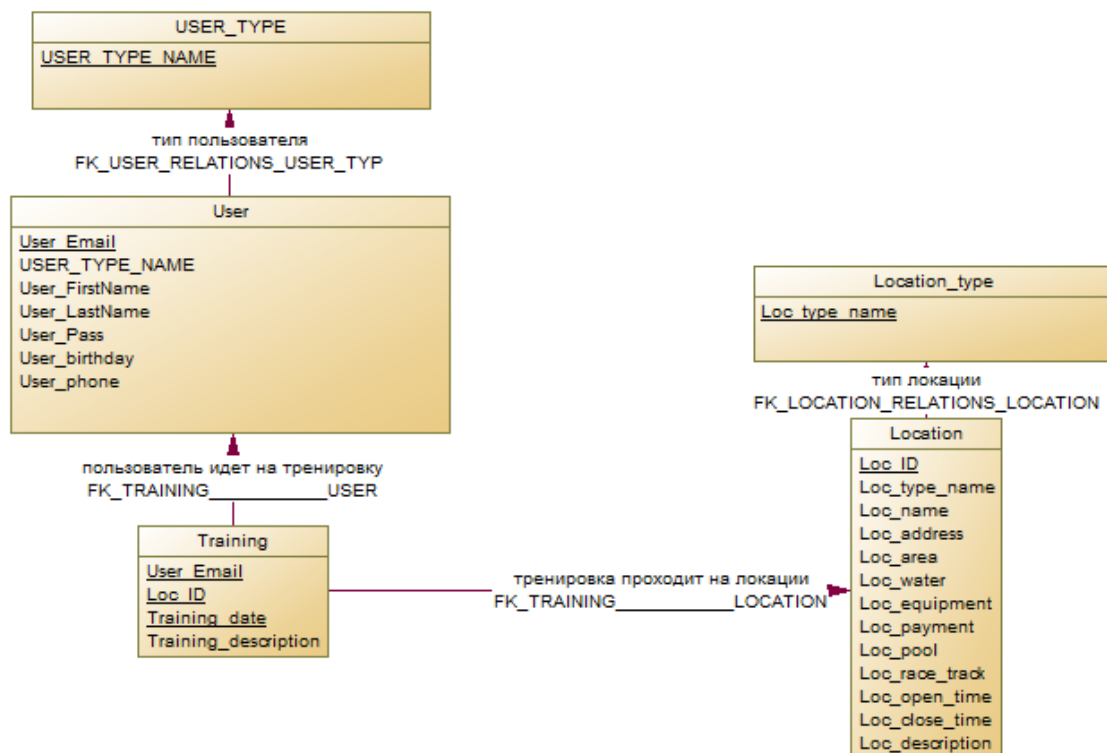 USER_TYPE
USER_TYPE_NAME
тип пользователя
FK_USER_RELATIONS_USER_TYP
User
User_Email
USER_TYPE_NAME
User_FirstName
User_LastName
User_Pass
User_birthday
User_phone
пользователь идет на тренировку
FK_TRAINING____________USER
Training
User_Email
Loc_ID
Training_date
Training_description
тренировка проходит на локации
FK_TRAINING____________LOCATION
Location_type
Loc_type_name
тип локации
FK_LOCATION_RELATIONS_LOCATION
Location
Loc_ID
Loc_type_name
Loc_name
Loc_address
Loc_area
Loc_water
Loc_equipment
Loc_payment
Loc_pool
Loc_race_track
Loc_open_time
Loc_close_time
Loc_description